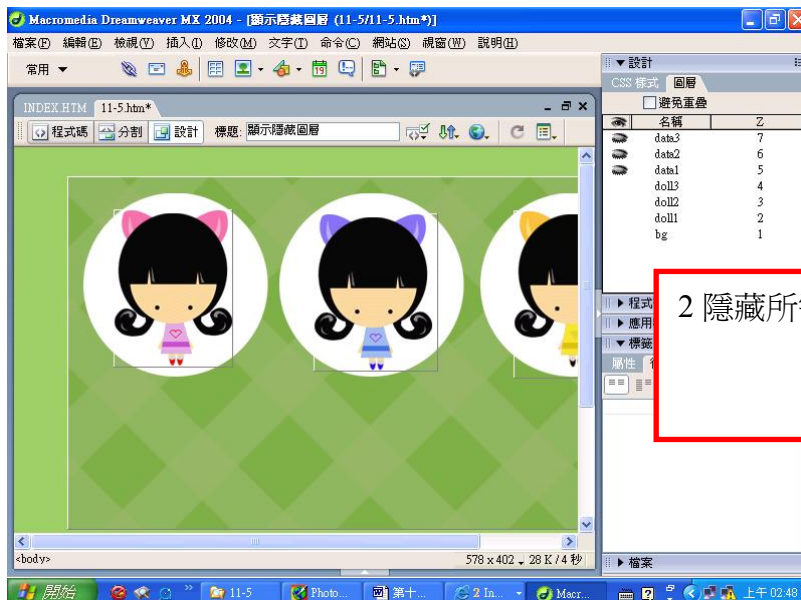 Macromedia Dreamweaver MX 2004 - [顯示隱藏圖層 (11-5/11-5.htm*)]
檔案(F) 編輯(E) 檢視(V) 插入(I) 修改(M) 文字(T) 命令(C) 網站(S) 視窗(W) 說明(H)
常用
設計
CSS 樣式 圖層
避免重疊
名稱 Z
data3 7
data2 6
data1 5
doll3 4
doll2 3
doll1 2
bg 1
INDEX.HTM 11-5.htm*
程式碼 分割 設計 標題: 顯示隱藏圖層
2 隱藏所
程式
應用
標籤
屬性
<body> 578 x 402 28 K / 4 秒
檔案
開始 11-5 Photo... 第十... 2 In... Macr... 上午 02:48